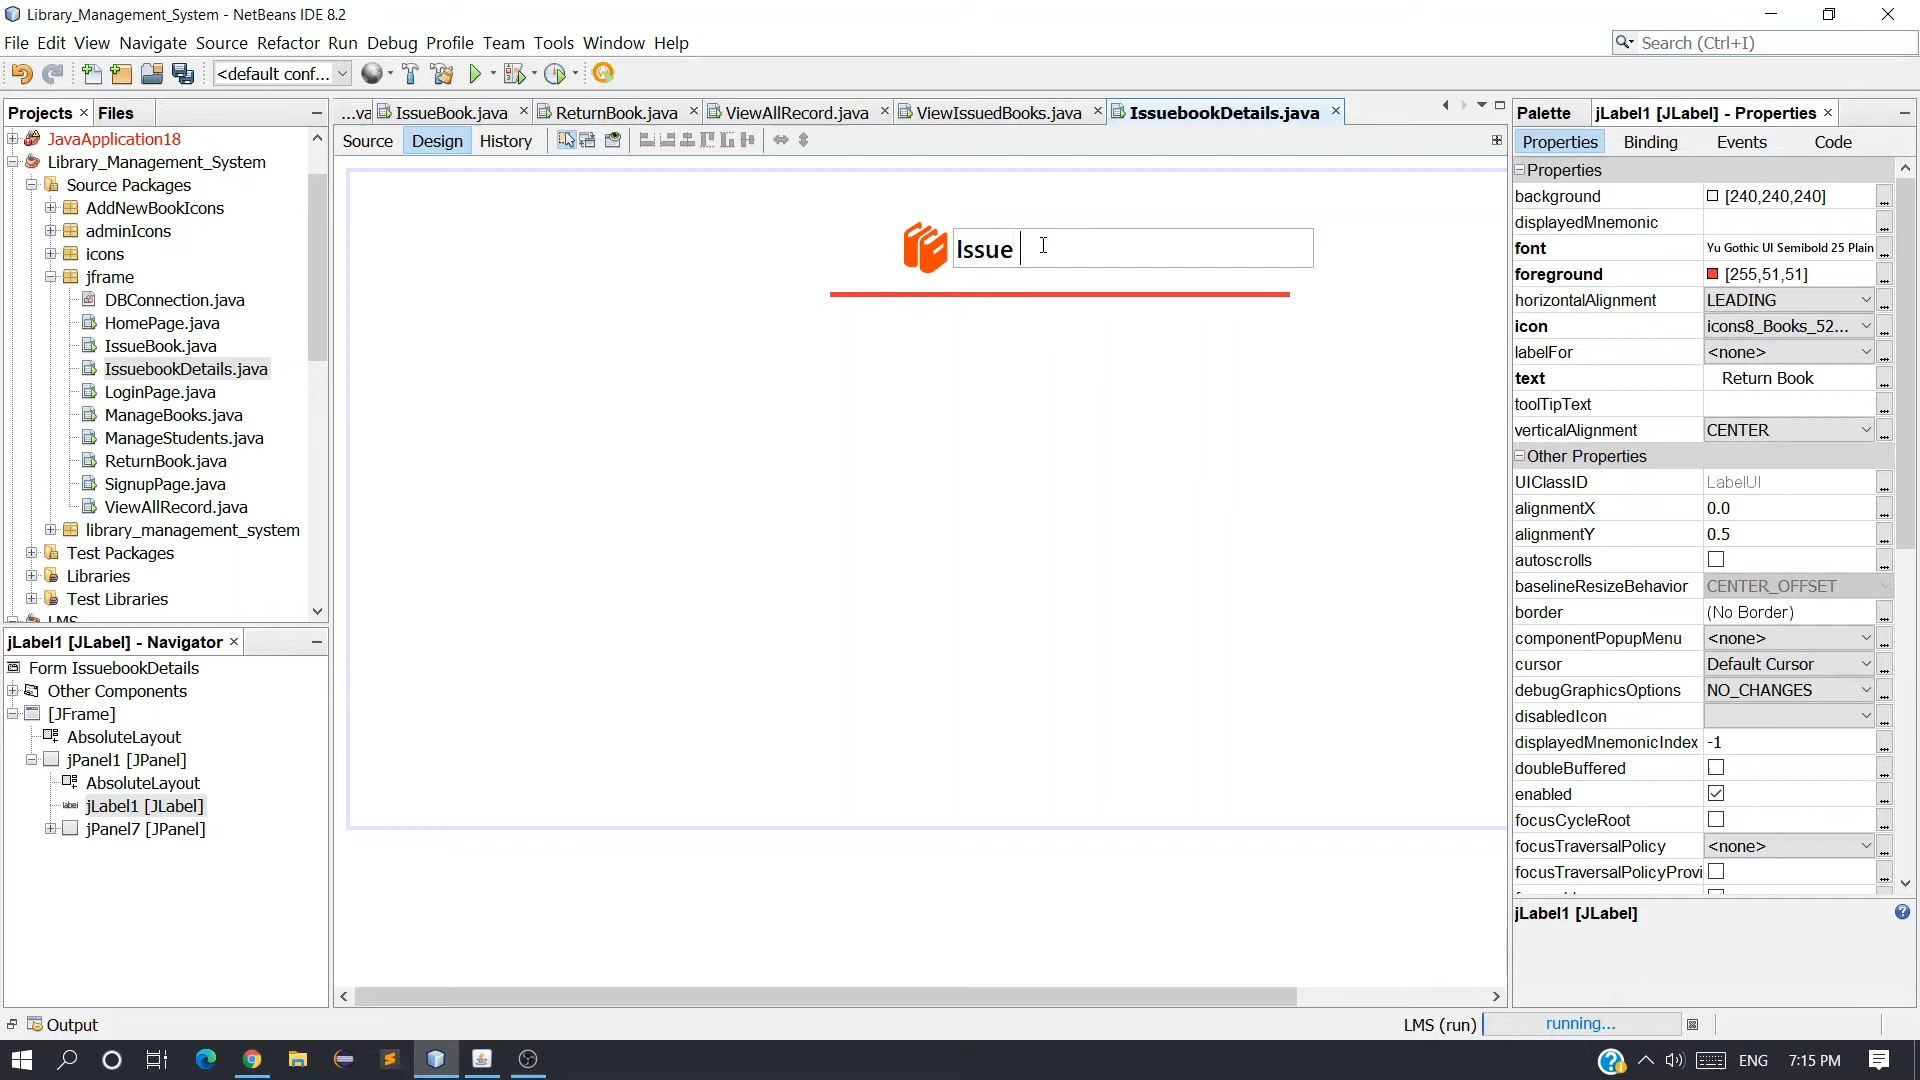 Library_Management_System - NetBeans IDE 8.2
File Edit View Navigate Source Refactor Run Debug Profile Team Tools Window Help
Search (Ctrl+I)
<default conf...
Projects Files
...va IssueBook.java ReturnBook.java ViewAllRecord.java ViewIssuedBooks.java IssuebookDetails.java
Palette jLabel1 [JLabel] - Properties
Source Design History
Properties Binding Events Code
JavaApplication18
Library_Management_System
Source Packages
AddNewBookIcons
adminIcons
icons
jframe
DBConnection.java
HomePage.java
IssueBook.java
IssuebookDetails.java
LoginPage.java
ManageBooks.java
ManageStudents.java
ReturnBook.java
SignupPage.java
ViewAllRecord.java
library_management_system
Test Packages
Libraries
Test Libraries
LMS
jLabel1 [JLabel] - Navigator
Form IssuebookDetails
Other Components
[JFrame]
AbsoluteLayout
jPanel1 [JPanel]
AbsoluteLayout
label jLabel1 [JLabel]
jPanel7 [JPanel]
Issue
Properties
background [240,240,240]
displayedMnemonic
font Yu Gothic UI Semibold 25 Plain
foreground [255,51,51]
horizontalAlignment LEADING
icon icons8_Books_52...
labelFor <none>
text Return Book
toolTipText
verticalAlignment CENTER
Other Properties
UIClassID LabelUI
alignmentX 0.0
alignmentY 0.5
autoscrolls
baselineResizeBehavior CENTER_OFFSET
border (No Border)
componentPopupMenu <none>
cursor Default Cursor
debugGraphicsOptions NO_CHANGES
disabledIcon
displayedMnemonicIndex -1
doubleBuffered
enabled
focusCycleRoot
focusTraversalPolicy <none>
focusTraversalPolicyProvi
jLabel1 [JLabel]
Output
LMS (run) running...
ENG 7:15 PM